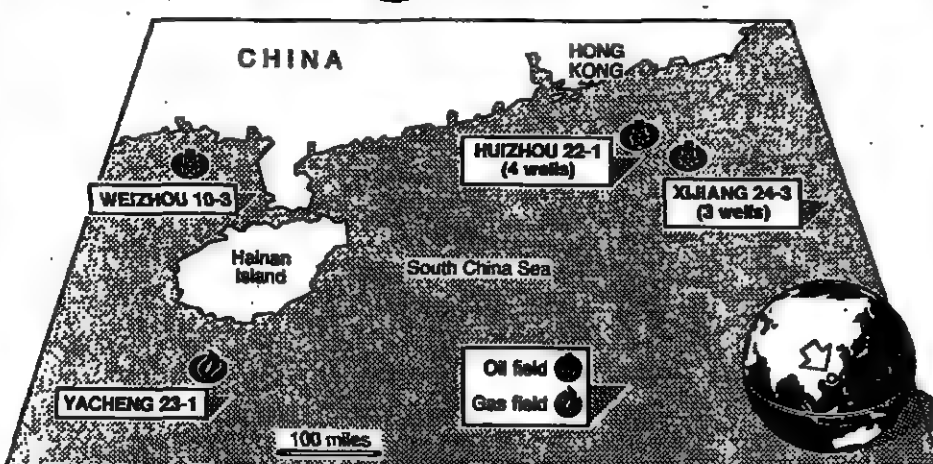 CHINA
HONG
KONG
HUIZHOU 22-1
(4 wells)
WEIZHOU 10-3
XIJIANG 24-3
(3 wells)
Hainan
Island
South China Sea
Oil field
Gas field
YACHENG 23-1
100 miles